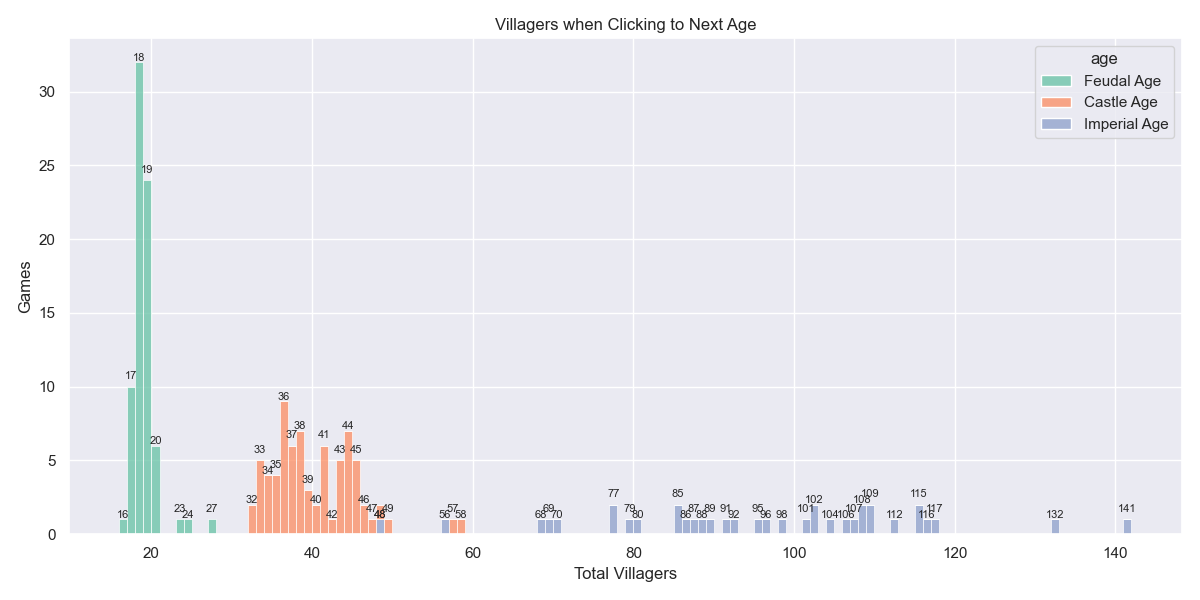 Villagers when Clicking to Next Age
age
Feudal Age
Castle Age
Imperial Age
Games
30
25
20
15
10
5
0
16 17 18 19 20 23 24 27 32 33 34 35 36 37 38 39 40 41 42 43 44 45 46 47 48 48 49 56 57 58 68 69 70 77 79 80 85 86 87 88 89 91 92 95 96 98 101 102 104 106 107 108 109 112 115 116 117 132 141
20 40 60 80 100 120 140
Total Villagers